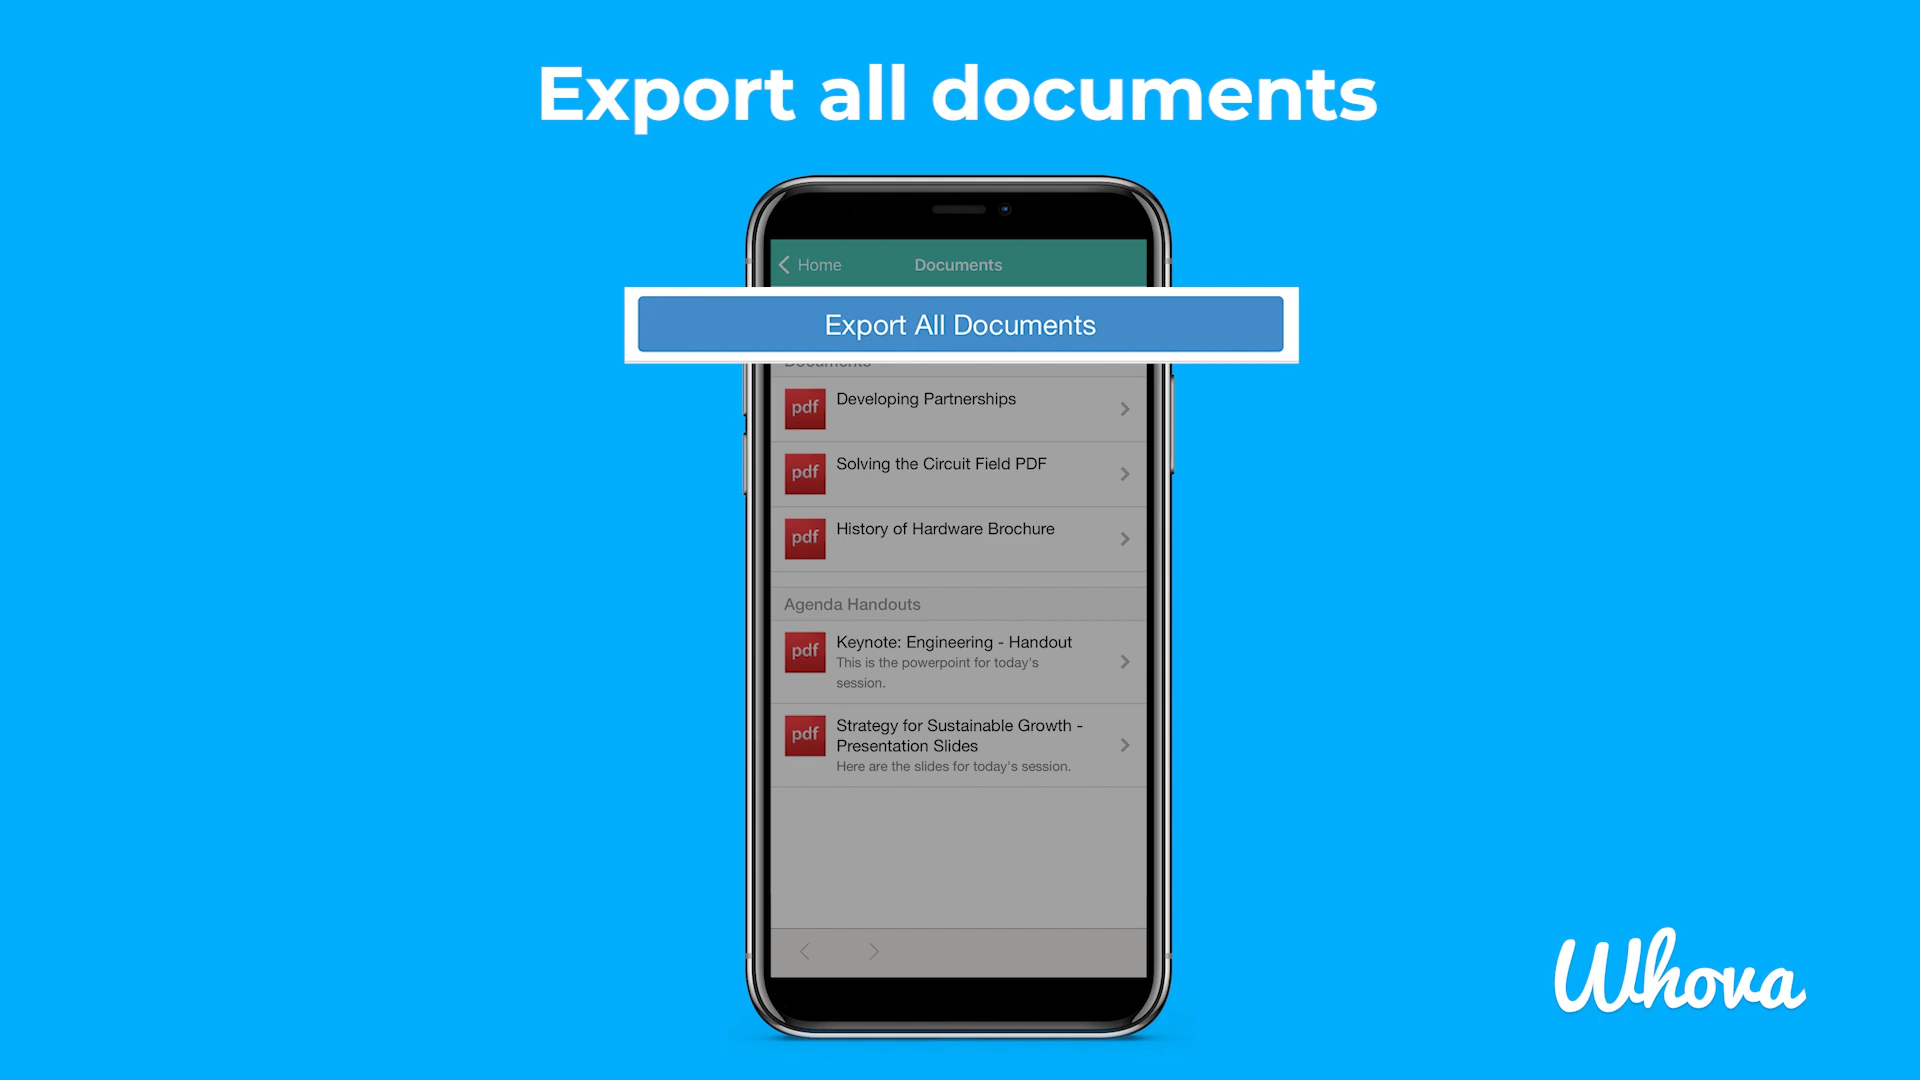 Export all documents
Home
Documents
Export All Documents
Documents
pdf
Developing Partnerships
pdf
Solving the Circuit Field PDF
pdf
History of Hardware Brochure
Agenda Handouts
pdf
Keynote: Engineering - Handout
This is the powerpoint for today's
session.
pdf
Strategy for Sustainable Growth -
Presentation Slides
Here are the slides for today's session.
Whova